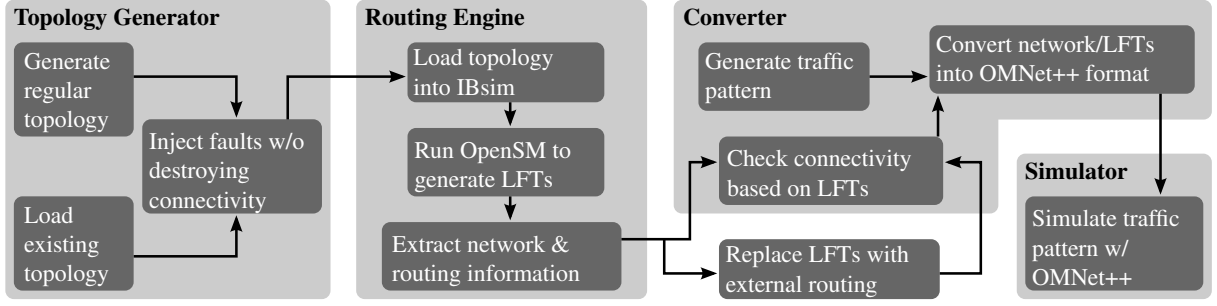 Topology Generator
Generate
regular
topology
Inject faults w/o
destroying
connectivity
Load
existing
topology
Routing Engine
Load topology
into IBsim
Run OpenSM to
generate LFTs
Extract network &
routing information
Converter
Generate traffic
pattern
Convert network/LFTs
into OMNet++ format
Check connectivity
based on LFTs
Replace LFTs with
external routing
Simulator
Simulate traffic
pattern w/
OMNet++